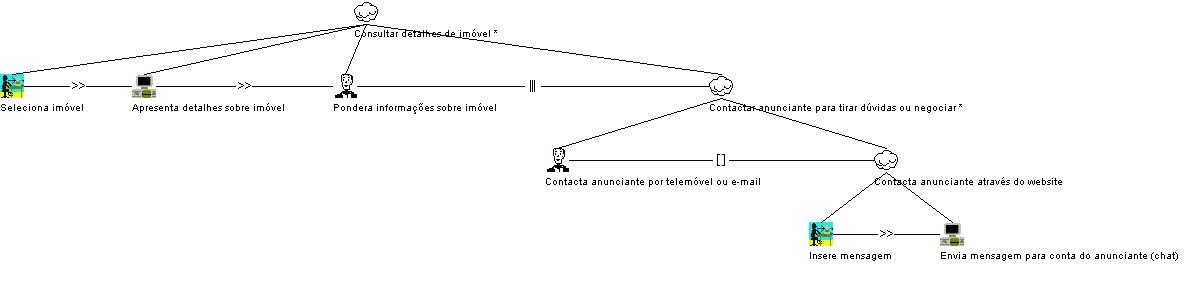 Consultar detalhes de imóvel *
>> >> |||
Seleciona imóvel Apresenta detalhes sobre imóvel Pondera informações sobre imóvel Contactar anunciante para tirar dúvidas ou negociar *
[]
Contacta anunciante por telemóvel ou e-mail Contacta anunciante através do website
>>
Insere mensagem Envia mensagem para conta do anunciante (chat)